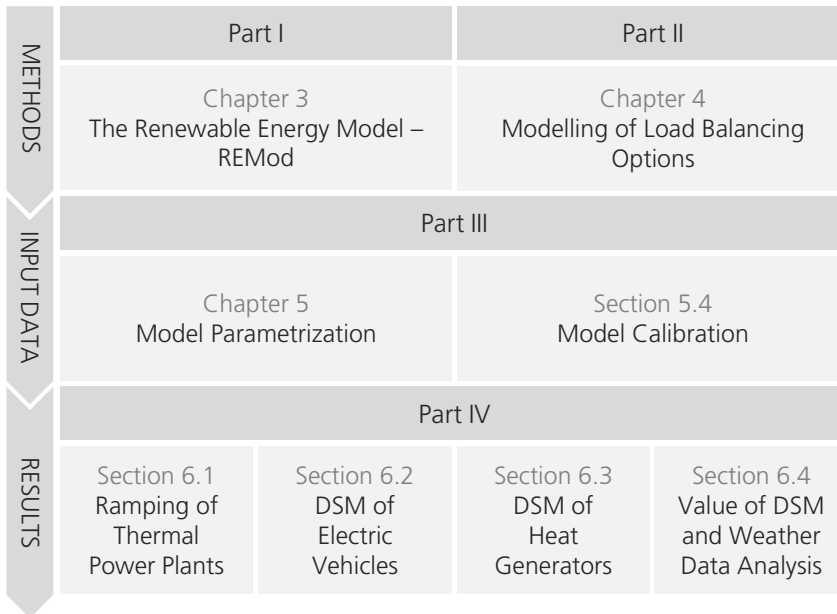 METHODS
Part I
Part II
Chapter 3
The Renewable Energy Model –
REMod
Chapter 4
Modelling of Load Balancing
Options
INPUT DATA
Part III
Chapter 5
Model Parametrization
Section 5.4
Model Calibration
RESULTS
Part IV
Section 6.1
Ramping of
Thermal
Power Plants
Section 6.2
DSM of
Electric
Vehicles
Section 6.3
DSM of
Heat
Generators
Section 6.4
Value of DSM
and Weather
Data Analysis